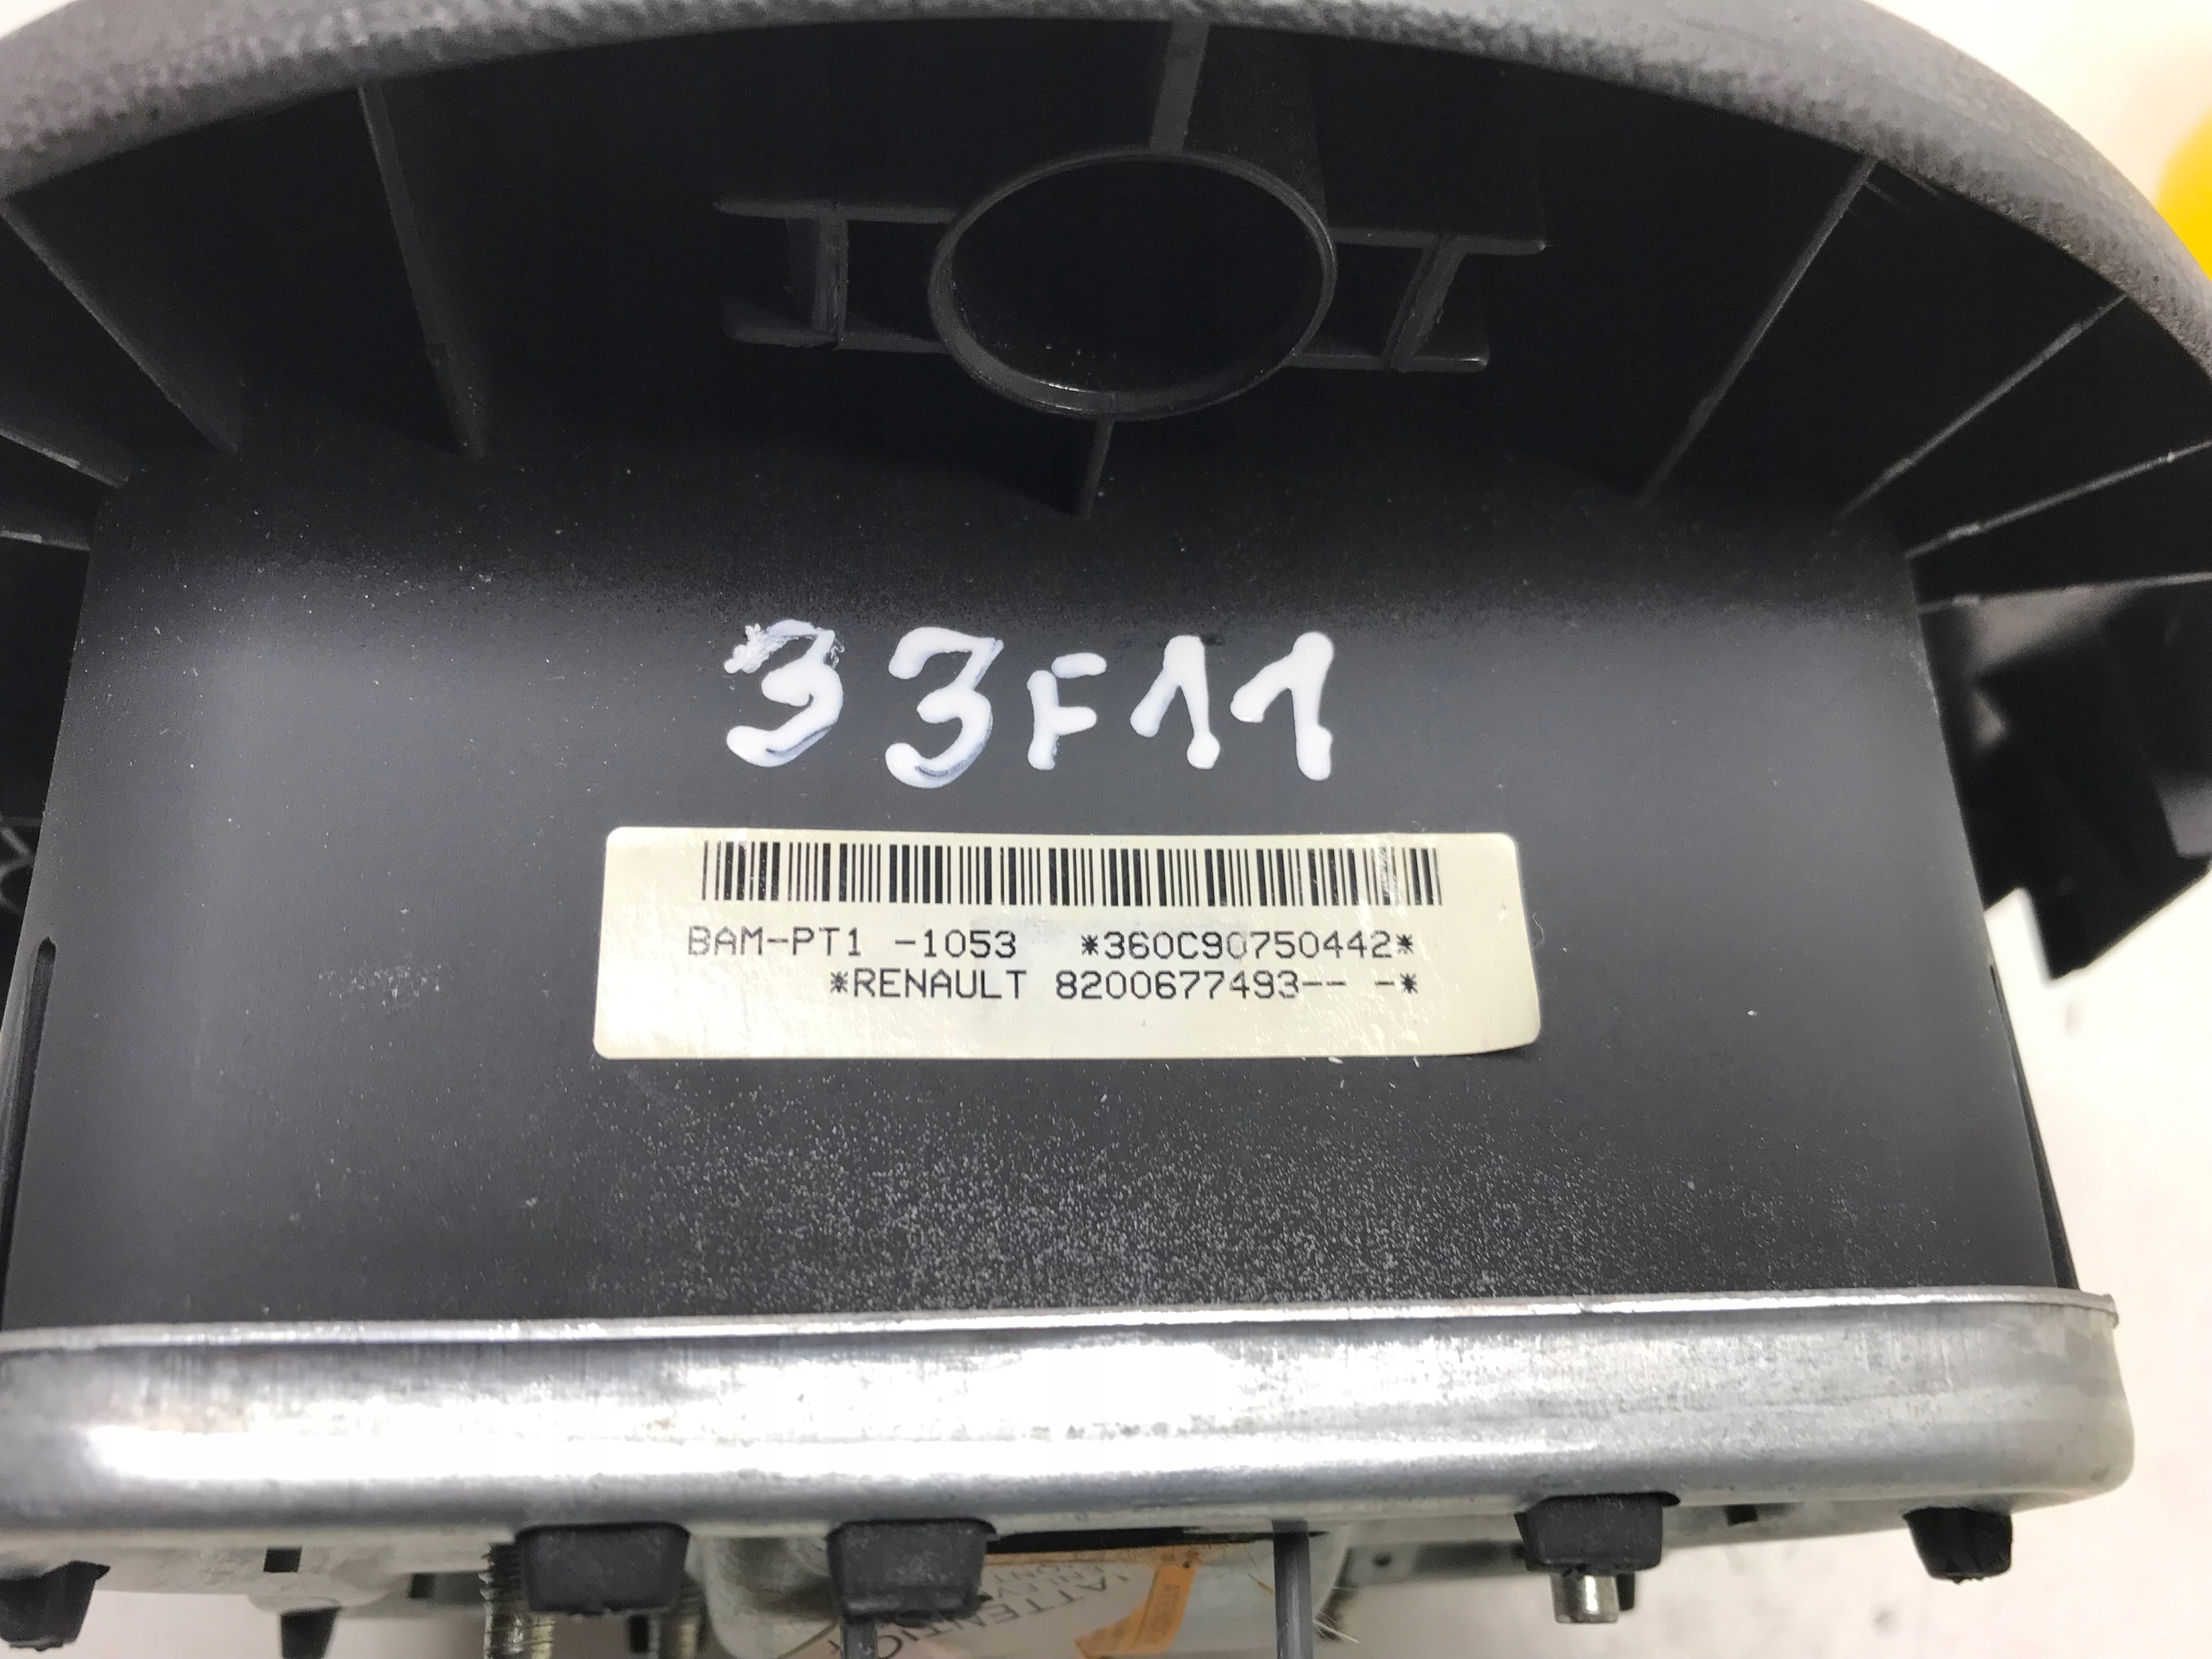 33F11
BAM-PT1 -1053 *360C90750442*
*RENAULT 8200677493-- -*